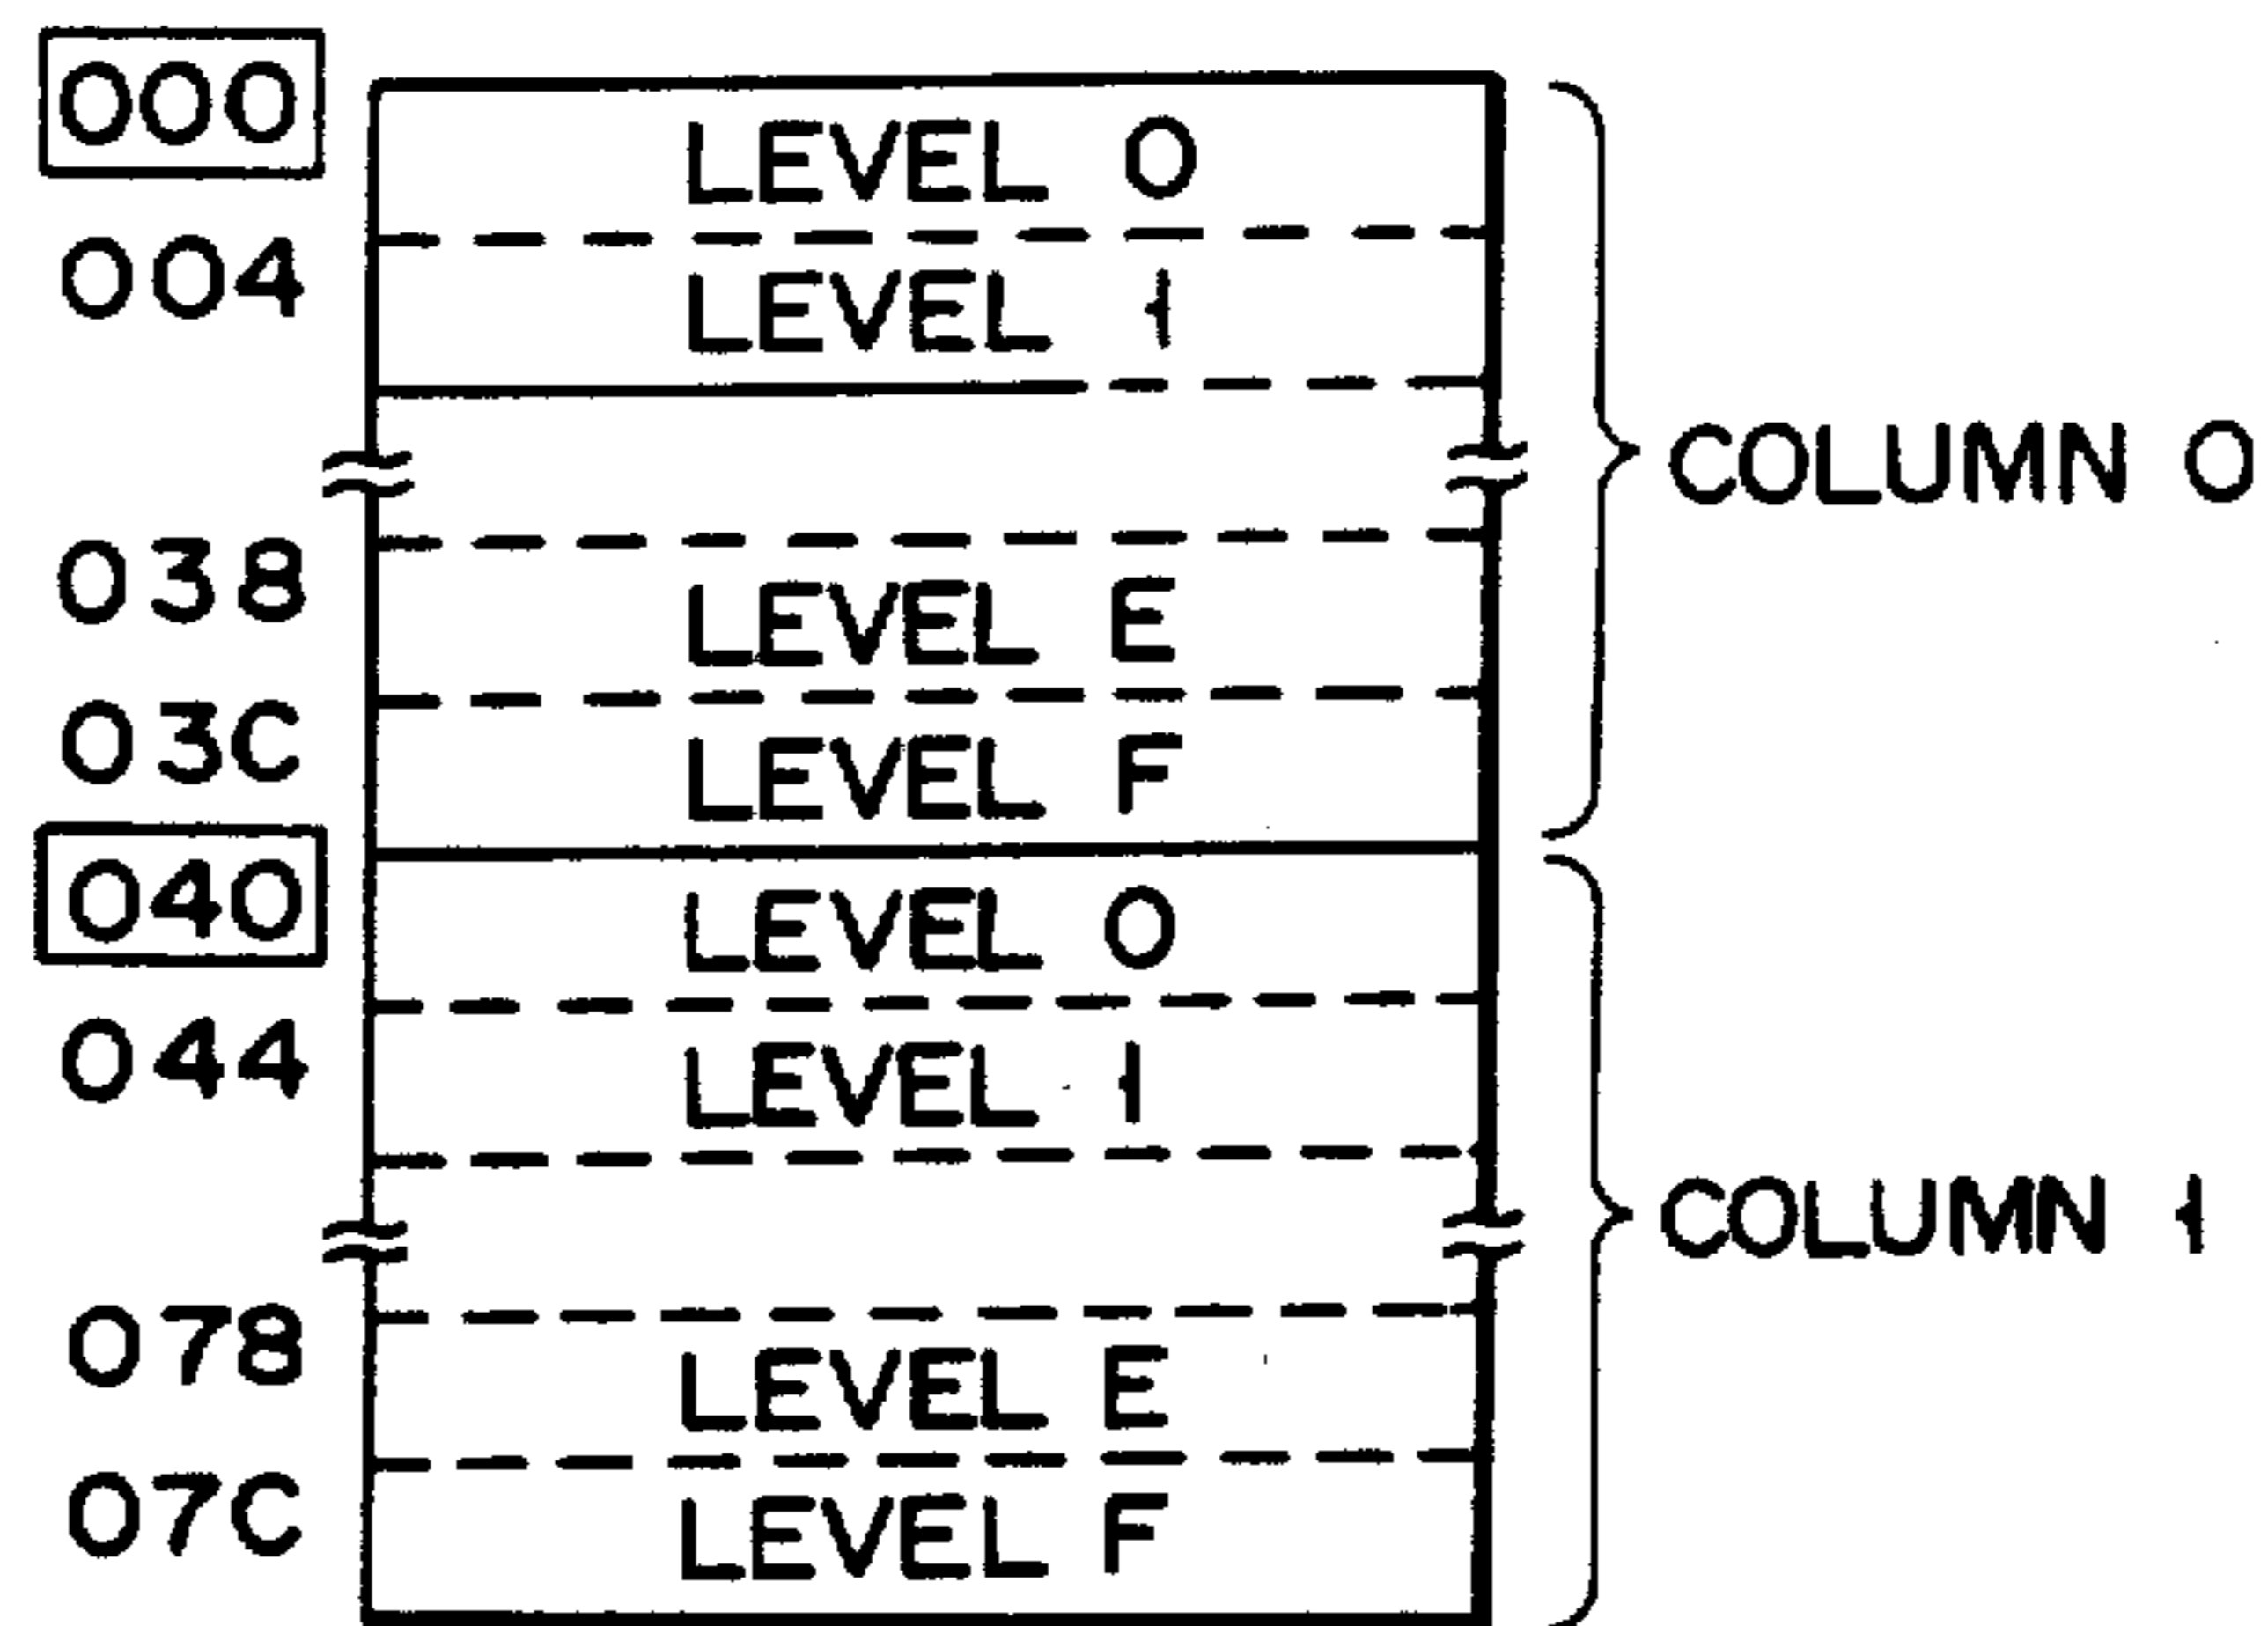 000
LEVEL 0
004
LEVEL 1
COLUMN 0
038
LEVEL E
03C
LEVEL F
040
LEVEL 0
044
LEVEL 1
COLUMN 1
078
LEVEL E
07C
LEVEL F